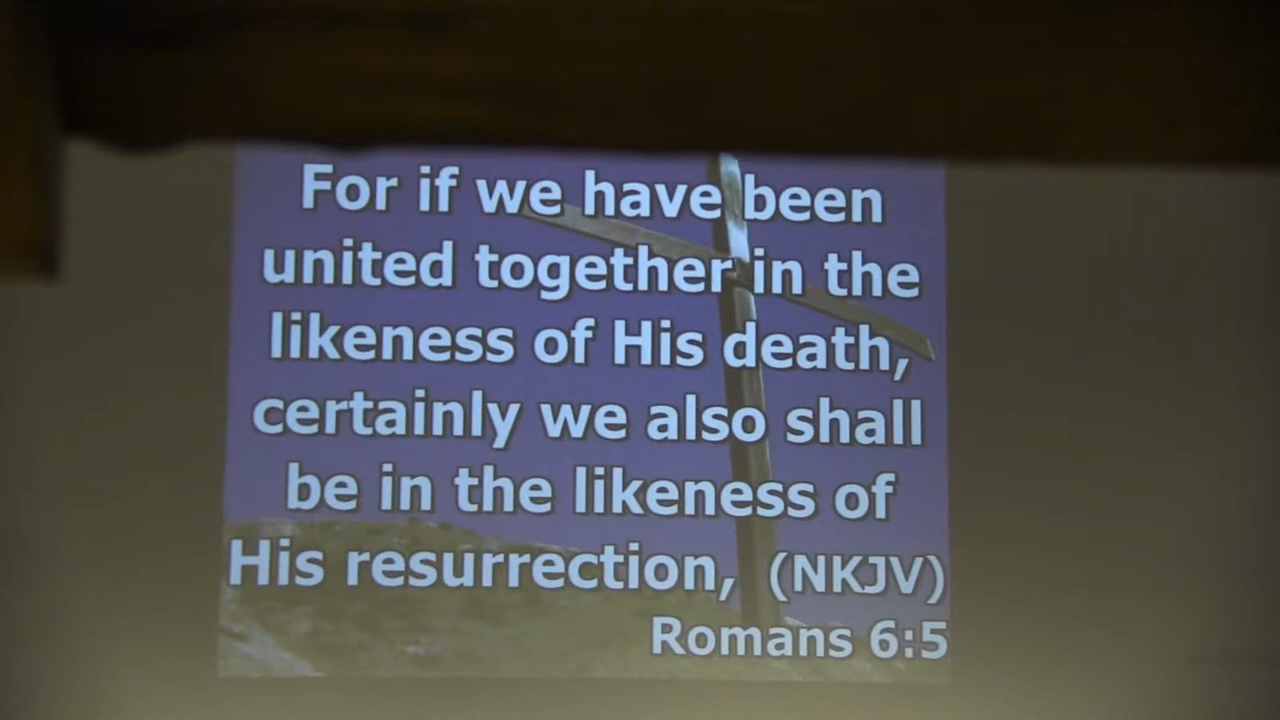 For if we have been
united together in the
likeness of His death,
certainly we also shall
be in the likeness of
His resurrection, (NKJV)
Romans 6:5